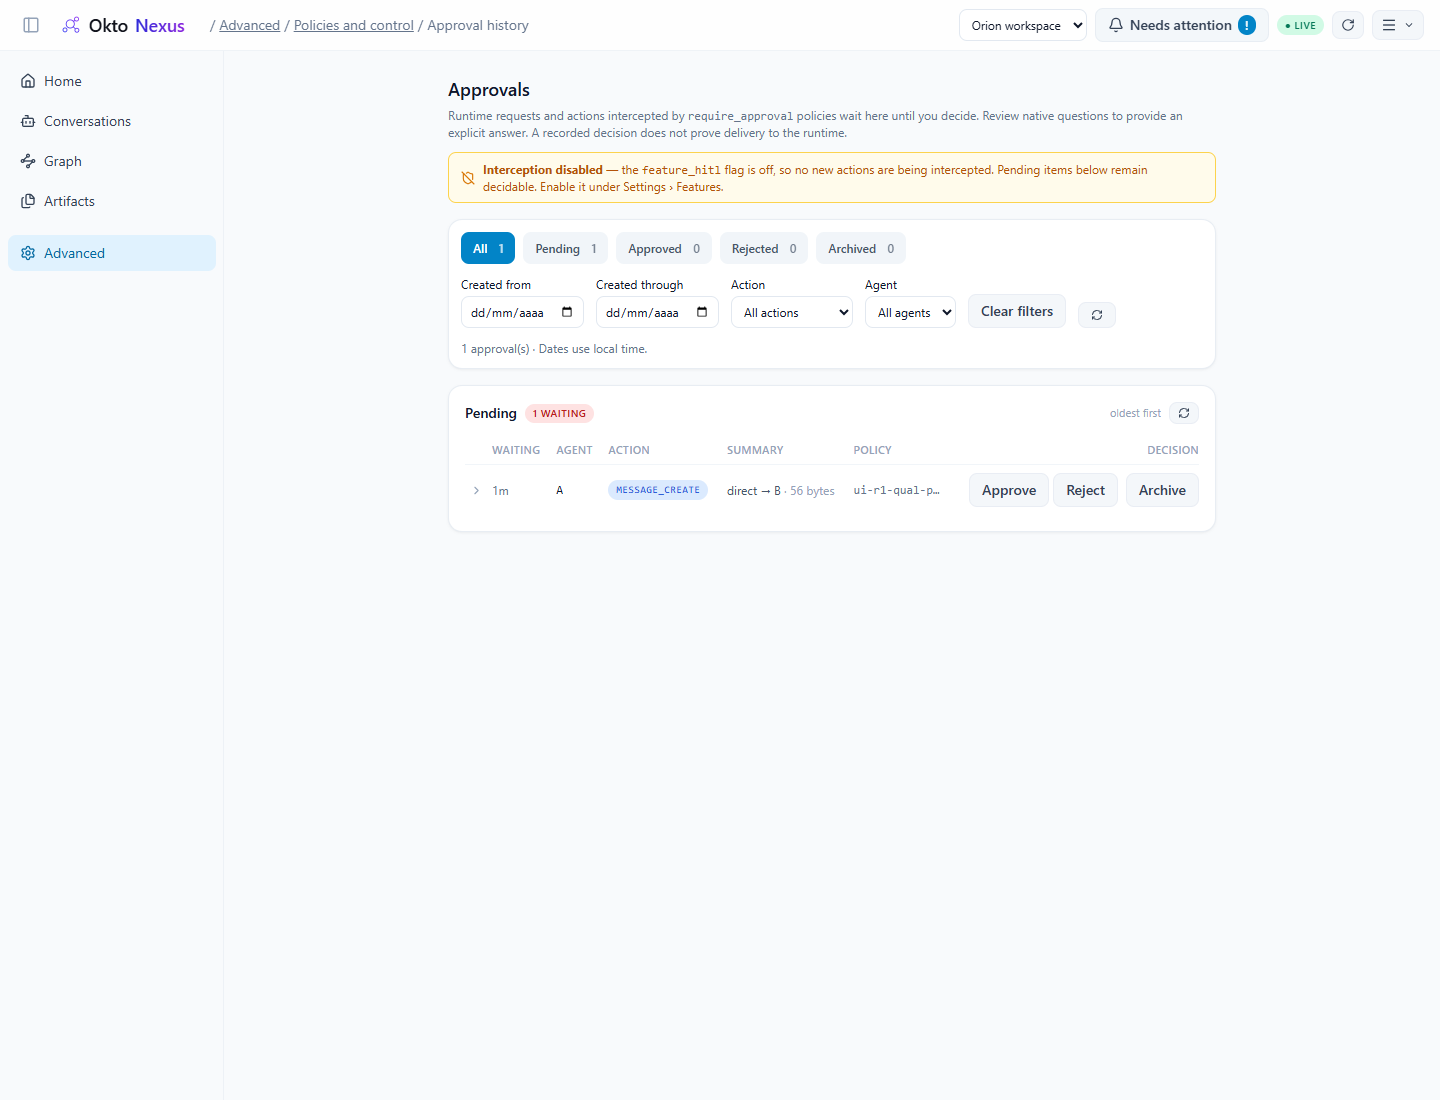 Okto Nexus / Advanced / Policies and control / Approval history
Orion workspace
Needs attention !
LIVE
Home
Conversations
Graph
Artifacts
Advanced
Approvals
Runtime requests and actions intercepted by require_approval policies wait here until you decide. Review native questions to provide an
explicit answer. A recorded decision does not prove delivery to the runtime.
Interception disabled — the feature_hitl flag is off, so no new actions are being intercepted. Pending items below remain
decidable. Enable it under Settings › Features.
All 1
Pending 1
Approved 0
Rejected 0
Archived 0
Created from
Created through
Action
Agent
dd/mm/aaaa
dd/mm/aaaa
All actions
All agents
Clear filters
1 approval(s) · Dates use local time.
Pending 1 WAITING
oldest first
WAITING AGENT ACTION SUMMARY POLICY DECISION
1m A MESSAGE_CREATE direct → B · 56 bytes ui-r1-qual-p… Approve Reject Archive